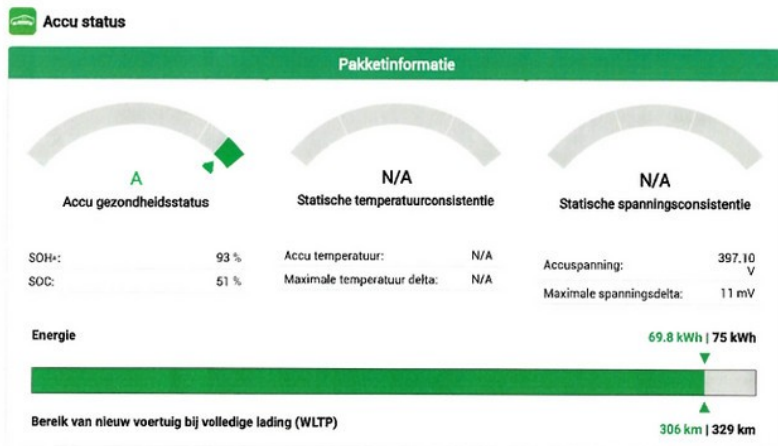 Accu status
Pakketinformatie
A
Accu gezondheidsstatus
SOH*:
93 %
SOC:
51 %
N/A
Statische temperatuurconsistentie
Accu temperatuur:
N/A
Maximale temperatuur delta:
N/A
N/A
Statische spanningsconsistentie
Accuspanning:
397.10
V
Maximale spanningsdelta:
11 mV
Energie
69.8 kWh | 75 kWh
Bereik van nieuw voertuig bij volledige lading (WLTP)
306 km | 329 km